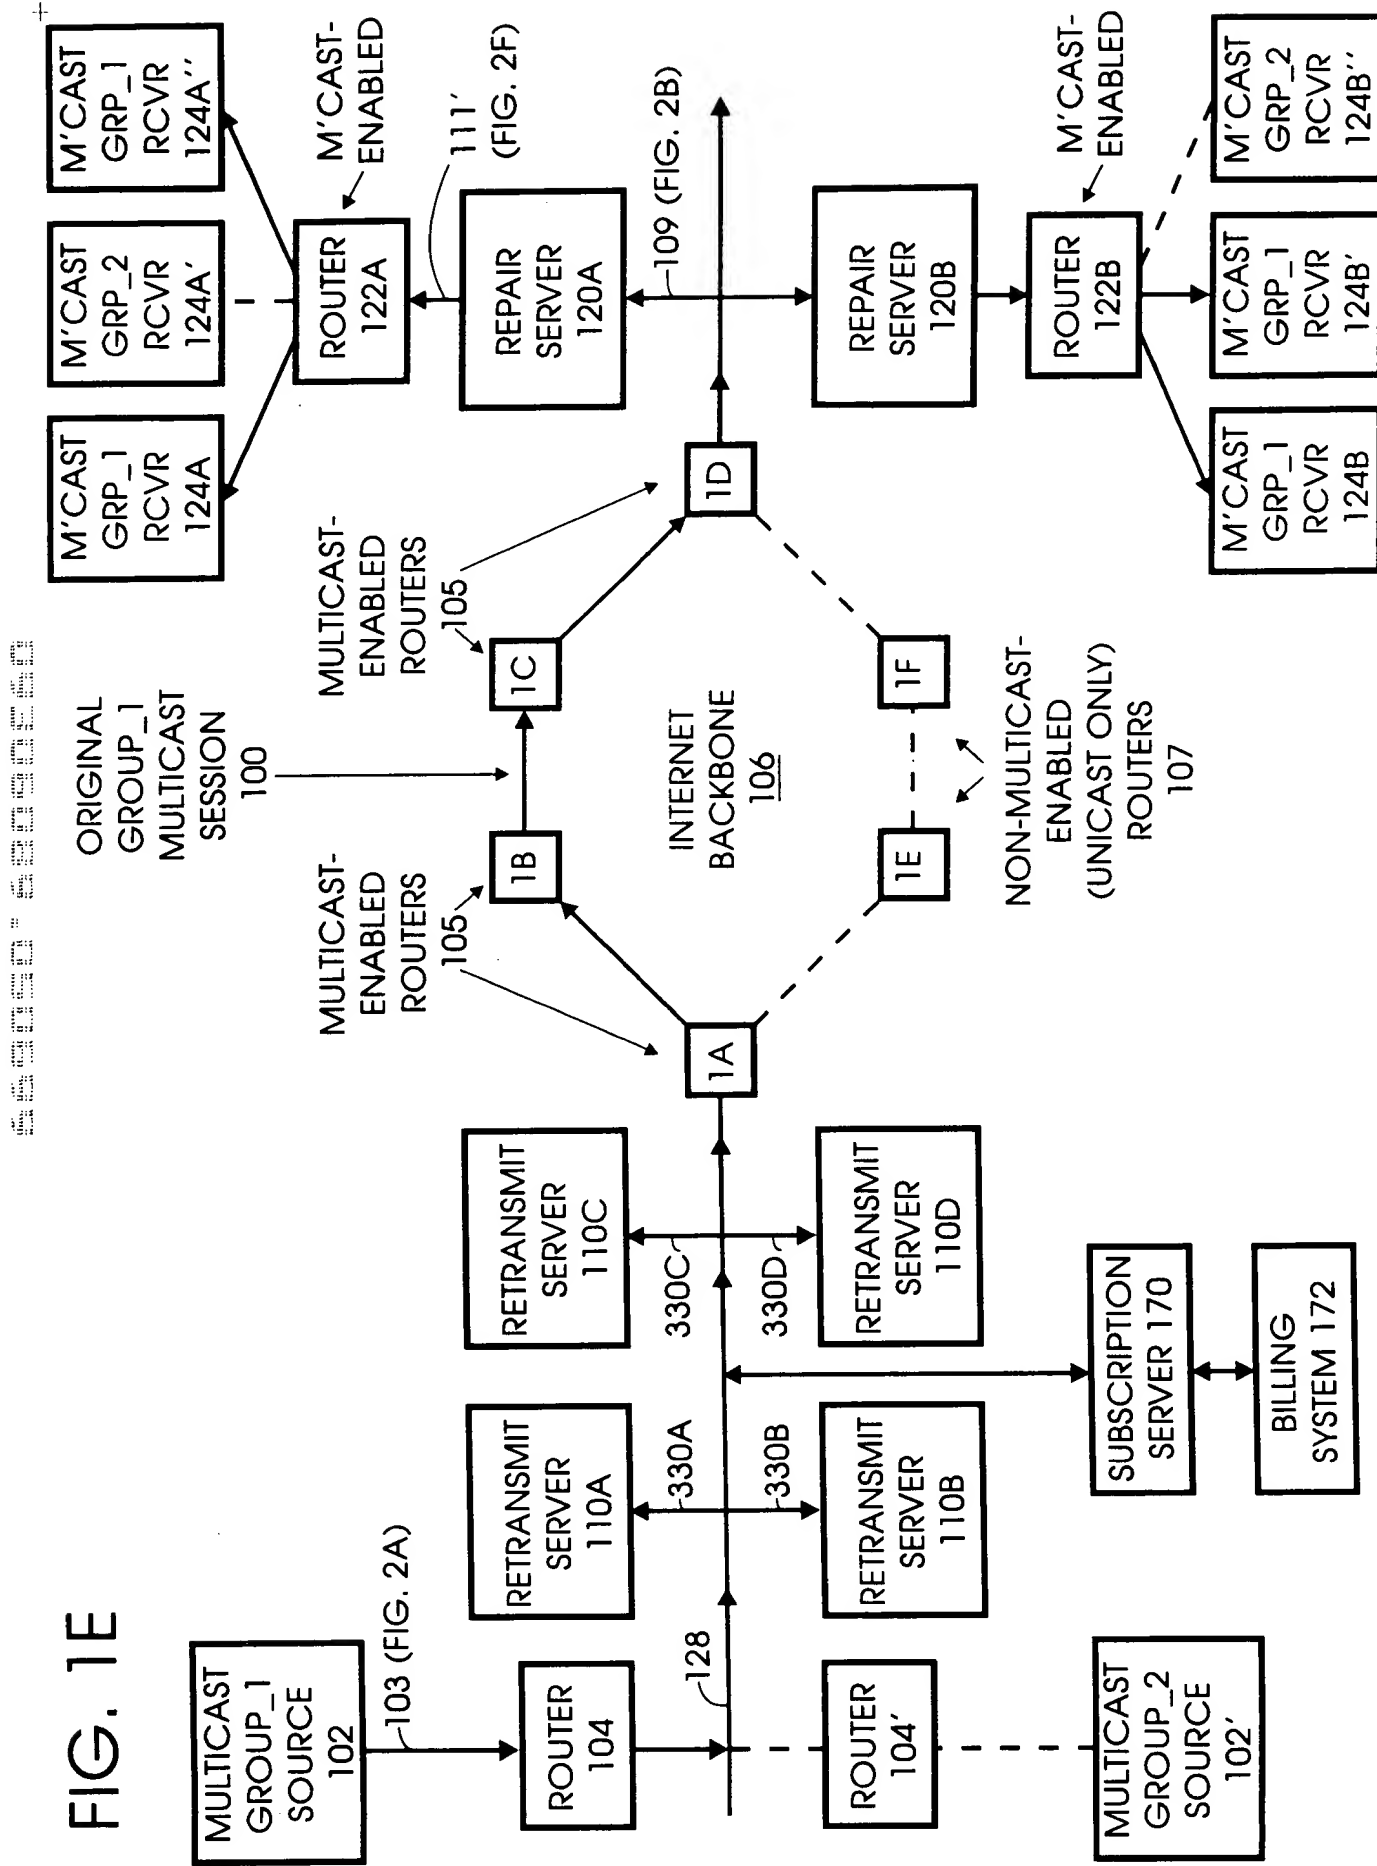 FIG. 1E
MULTICAST
GROUP_1
SOURCE
102
103 (FIG. 2A)
ROUTER
104
128
ROUTER
104'
MULTICAST
GROUP_2
SOURCE
102'
RETRANSMIT
SERVER
110A
330A
330B
RETRANSMIT
SERVER
110B
RETRANSMIT
SERVER
110C
330C
330D
RETRANSMIT
SERVER
110D
SUBSCRIPTION
SERVER 170
BILLING
SYSTEM 172
ORIGINAL
GROUP_1
MULTICAST
SESSION
100
MULTICAST-
ENABLED
ROUTERS
105
MULTICAST-
ENABLED
ROUTERS
105
1A
1B
1C
1D
1E
1F
INTERNET
BACKBONE
106
NON-MULTICAST-
ENABLED
(UNICAST ONLY)
ROUTERS
107
M'CAST
GRP_1
RCVR
124A
M'CAST
GRP_2
RCVR
124A'
M'CAST
GRP_1
RCVR
124A''
ROUTER
122A
M'CAST-
ENABLED
111'
(FIG. 2F)
REPAIR
SERVER
120A
109 (FIG. 2B)
REPAIR
SERVER
120B
ROUTER
122B
M'CAST-
ENABLED
M'CAST
GRP_1
RCVR
124B
M'CAST
GRP_1
RCVR
124B'
M'CAST
GRP_2
RCVR
124B''